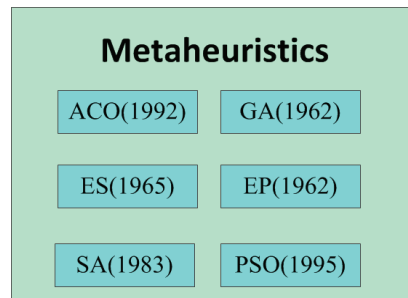 Metaheuristics
ACO(1992) GA(1962)
ES(1965) EP(1962)
SA(1983) PSO(1995)